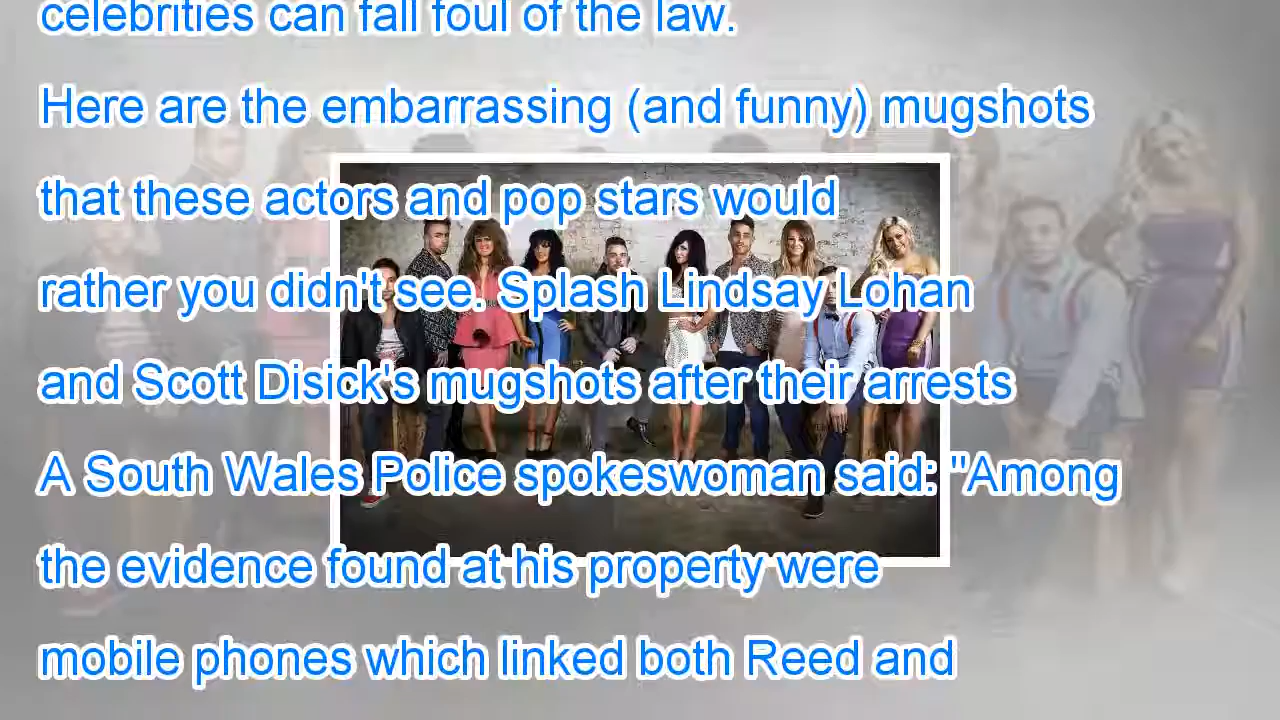 celebrities can fall foul of the law.
Here are the embarrassing (and funny) mugshots
that these actors and pop stars would
rather you didn't see. Splash Lindsay Lohan
and Scott Disick's mugshots after their arrests
A South Wales Police spokeswoman said: "Among
the evidence found at his property were
mobile phones which linked both Reed and